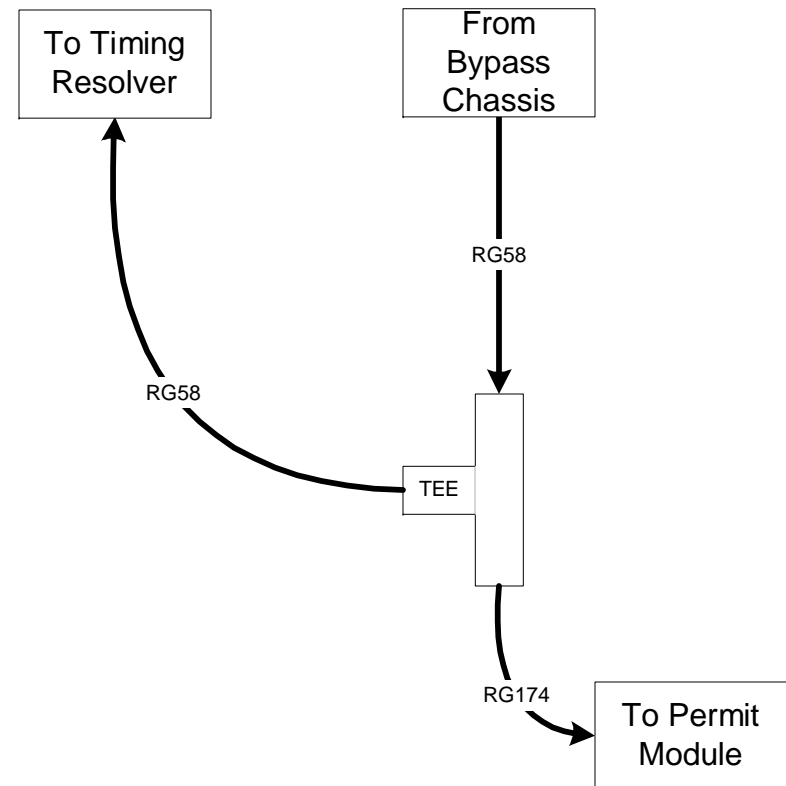 To Timing
Resolver
From
Bypass
Chassis
RG58
RG58
TEE
RG174
To Permit
Module